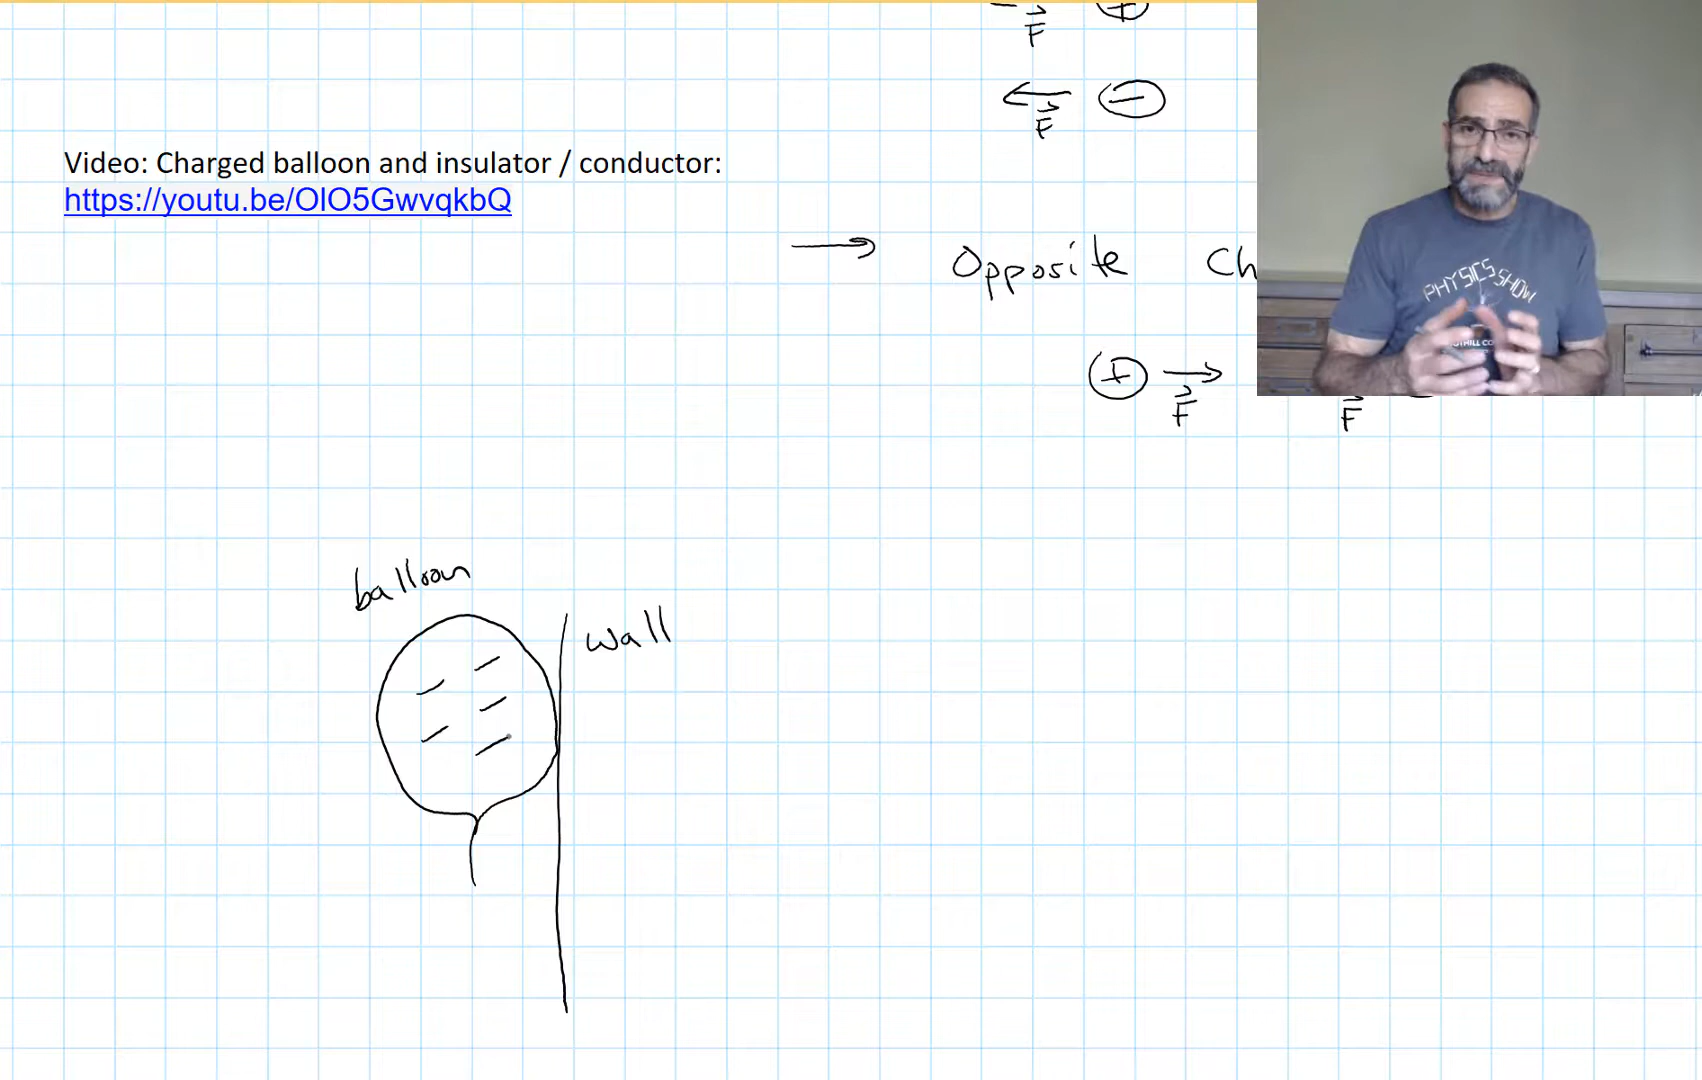 F
+
F
−
Video: Charged balloon and insulator / conductor:
https://youtu.be/OlO5GwvqkbQ
Opposite Ch
+ F
F
balloon
wall
PHYSICS SHOW